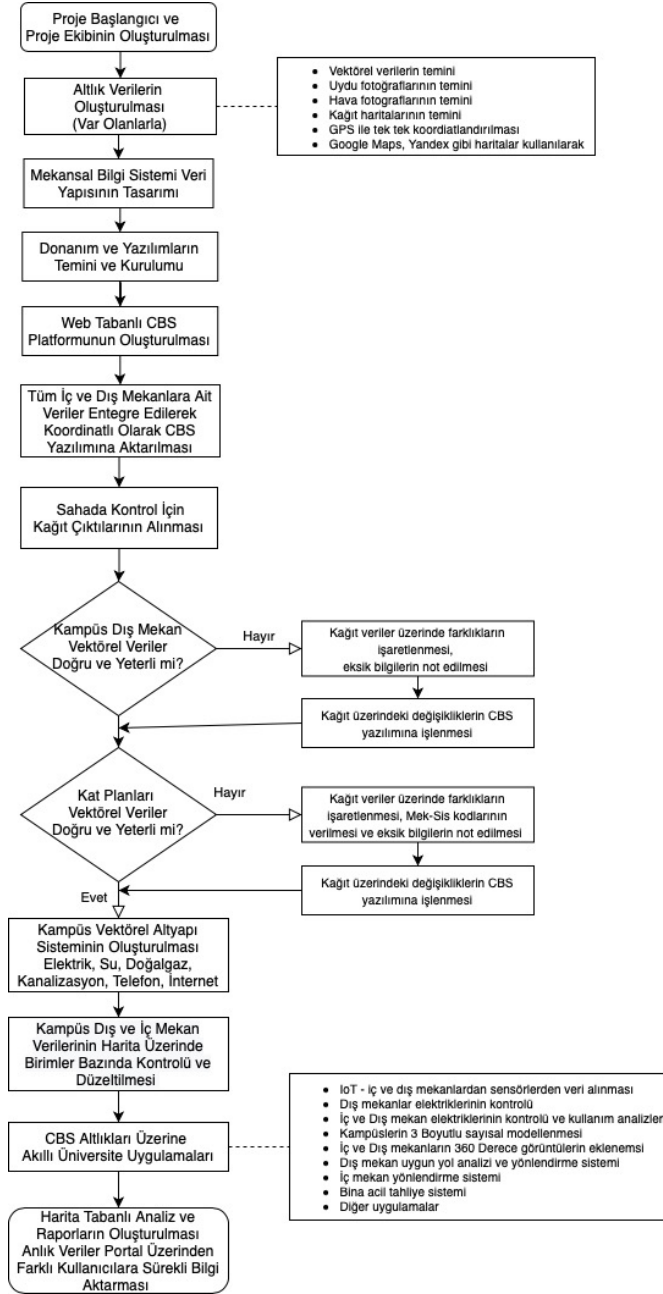 Proje Başlangıcı ve
Proje Ekibinin Oluşturulması
Altlık Verilerin
Oluşturulması
(Var Olanlarla)
• Vektörel verilerin temini
• Uydu fotoğraflarının temini
• Hava fotograflarının temini
• Kağıt haritalarının temini
• GPS ile tek tek koordiatlandırılması
• Google Maps, Yandex gibi haritalar kullanılarak
Mekansal Bilgi Sistemi Veri
Yapısının Tasarımı
Donanım ve Yazılımların
Temini ve Kurulumu
Web Tabanlı CBS
Platformunun Oluşturulması
Tüm İç ve Dış Mekanlara Ait
Veriler Entegre Edilerek
Koordinatlı Olarak CBS
Yazılımına Aktarılması
Sahada Kontrol İçin
Kağıt Çıktılarının Alınması
Kampüs Dış Mekan
Vektörel Veriler
Doğru ve Yeterli mi?
Hayır
Kağıt veriler üzerinde farklıkların
işaretlenmesi,
eksik bilgilerin not edilmesi
Kağıt üzerindeki değişikliklerin CBS
yazılımına işlenmesi
Kat Planları
Vektörel Veriler
Doğru ve Yeterli mi?
Hayır
Kağıt veriler üzerinde farklıkların
işaretlenmesi, Mek-Sis kodlarının
verilmesi ve eksik bilgilerin not edilmesi
Kağıt üzerindeki değişikliklerin CBS
yazılımına işlenmesi
Evet
Kampüs Vektörel Altyapı
Sisteminin Oluşturulması
Elektrik, Su, Doğalgaz,
Kanalizasyon, Telefon, İnternet
Kampüs Dış ve İç Mekan
Verilerinin Harita Üzerinde
Birimler Bazında Kontrolü ve
Düzeltilmesi
CBS Altlıkları Üzerine
Akıllı Üniversite Uygulamaları
• IoT - iç ve dış mekanlardan sensörlerden veri alınması
• Dış mekanlar elektriklerinin kontrolü
• İç ve Dış mekan elektriklerinin kontrolü ve kullanım analizler
• Kampüslerin 3 Boyutlu sayısal modellenmesi
• İç ve Dış mekanların 360 Derece görüntülerin eklenemsi
• Dış mekan uygun yol analizi ve yönlendirme sistemi
• İç mekan yönlendirme sistemi
• Bina acil tahliye sistemi
• Diğer uygulamalar
Harita Tabanlı Analiz ve
Raporların Oluşturulması
Anlık Veriler Portal Üzerinden
Farklı Kullanıcılara Sürekli Bilgi
Aktarması